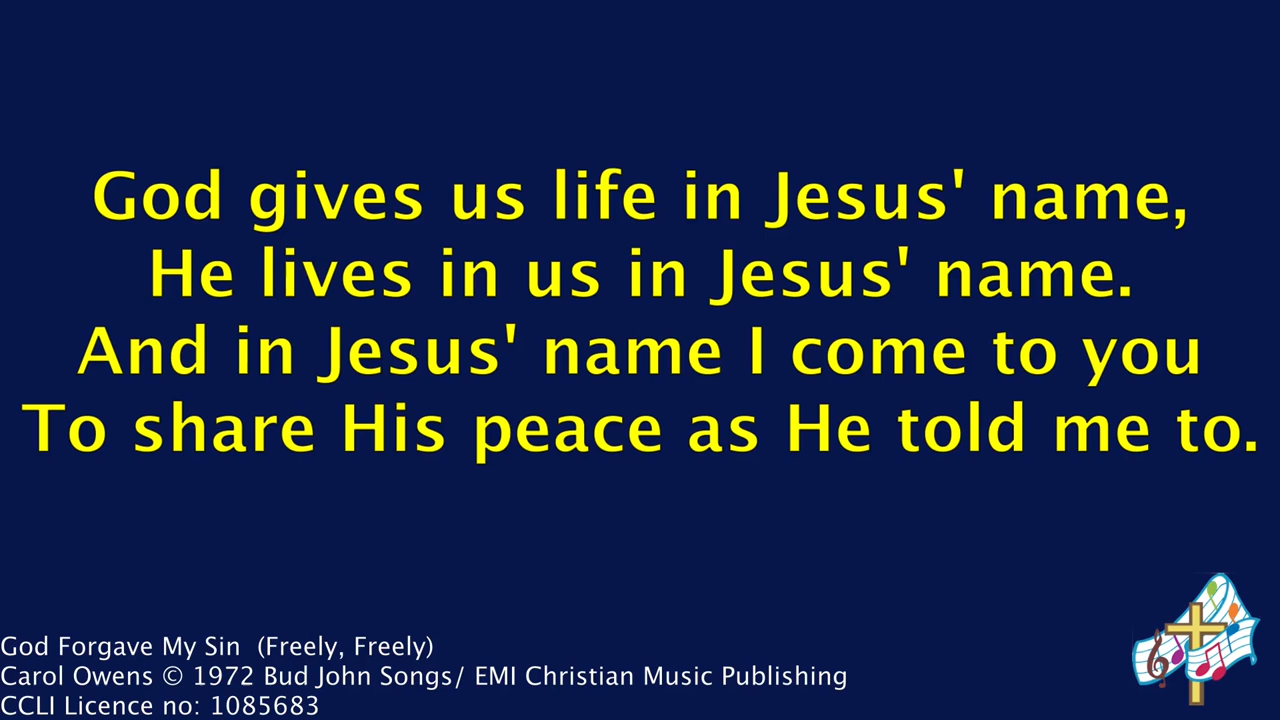 God gives us life in Jesus' name,
He lives in us in Jesus' name.
And in Jesus' name I come to you
To share His peace as He told me to.
God Forgave My Sin  (Freely, Freely)
Carol Owens © 1972 Bud John Songs/ EMI Christian Music Publishing
CCLI Licence no: 1085683